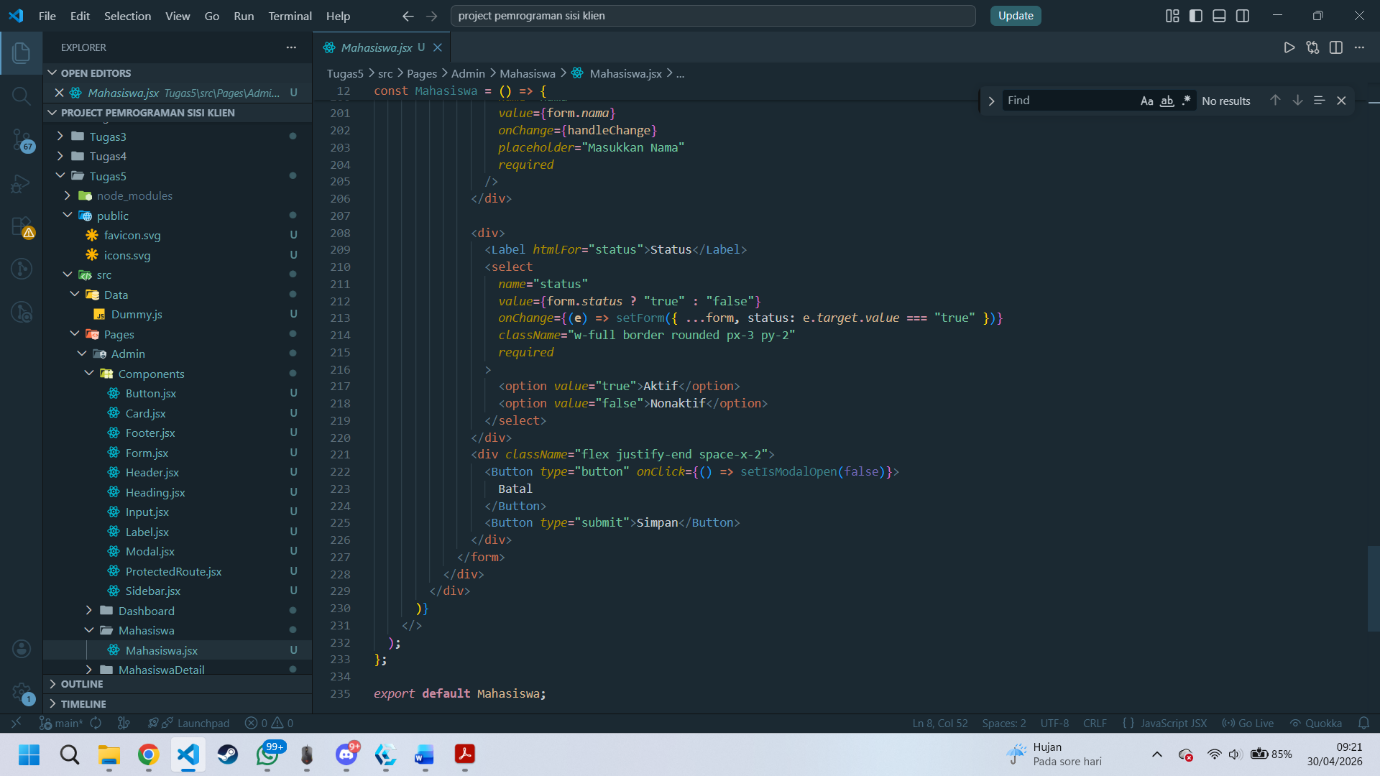 File Edit Selection View Go Run Terminal Help
project pemrograman sisi klien
Update
EXPLORER
OPEN EDITORS
Mahasiswa.jsx Tugas5\src\Pages\Admi... U
PROJECT PEMROGRAMAN SISI KLIEN
Tugas3
Tugas4
Tugas5
node_modules
public
favicon.svg U
icons.svg U
src
Data
Dummy.js U
Pages
Admin
Components
Button.jsx U
Card.jsx U
Footer.jsx U
Form.jsx U
Header.jsx U
Heading.jsx U
Input.jsx U
Label.jsx U
Modal.jsx U
ProtectedRoute.jsx U
Sidebar.jsx U
Dashboard
Mahasiswa
Mahasiswa.jsx U
MahasiswaDetail
OUTLINE
TIMELINE
67
1
Mahasiswa.jsx U
Tugas5 > src > Pages > Admin > Mahasiswa > Mahasiswa.jsx > ...
Find Aa ab .* No results
12 const Mahasiswa = () => {
201 value={form.nama}
202 onChange={handleChange}
203 placeholder="Masukkan Nama"
204 required
205 />
206 </div>
207
208 <div>
209 <Label htmlFor="status">Status</Label>
210 <select
211 name="status"
212 value={form.status ? "true" : "false"}
213 onChange={(e) => setForm({ ...form, status: e.target.value === "true" })}
214 className="w-full border rounded px-3 py-2"
215 required
216 >
217 <option value="true">Aktif</option>
218 <option value="false">Nonaktif</option>
219 </select>
220 </div>
221 <div className="flex justify-end space-x-2">
222 <Button type="button" onClick={() => setIsModalOpen(false)}>
223 Batal
224 </Button>
225 <Button type="submit">Simpan</Button>
226 </div>
227 </form>
228 </div>
229 </div>
230 )}
231 </>
232 );
233 };
234
235 export default Mahasiswa;
main* Launchpad 0 0
Ln 8, Col 52 Spaces: 2 UTF-8 CRLF {} JavaScript JSX Go Live Quokka
99+
9+
Hujan
Pada sore hari
85%
09:21
30/04/2026